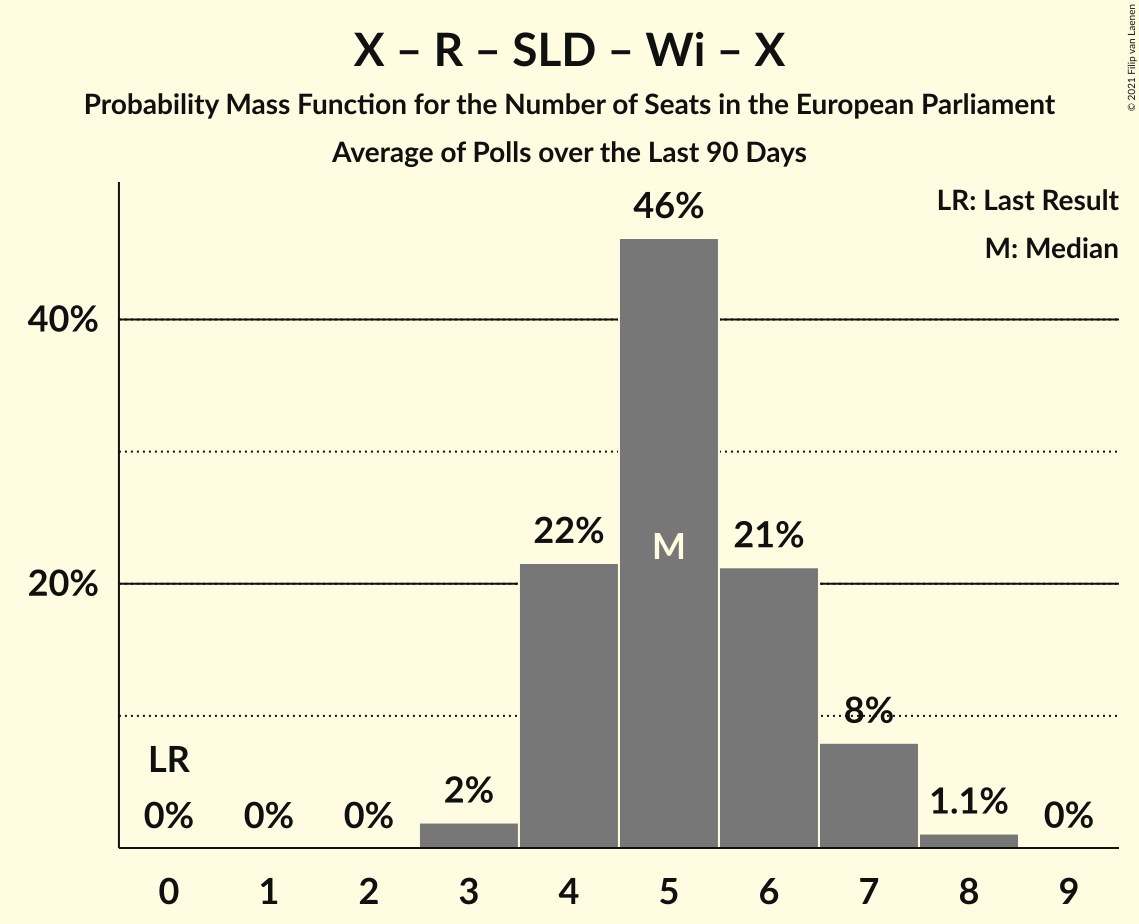 X – R – SLD – Wi – X
Probability Mass Function for the Number of Seats in the European Parliament
Average of Polls over the Last 90 Days
© 2021 Filip van Laenen
LR: Last Result
M: Median
46%
40%
22%
M
21%
20%
8%
LR
2%
1.1%
0% 0% 0% 0%
0 1 2 3 4 5 6 7 8 9